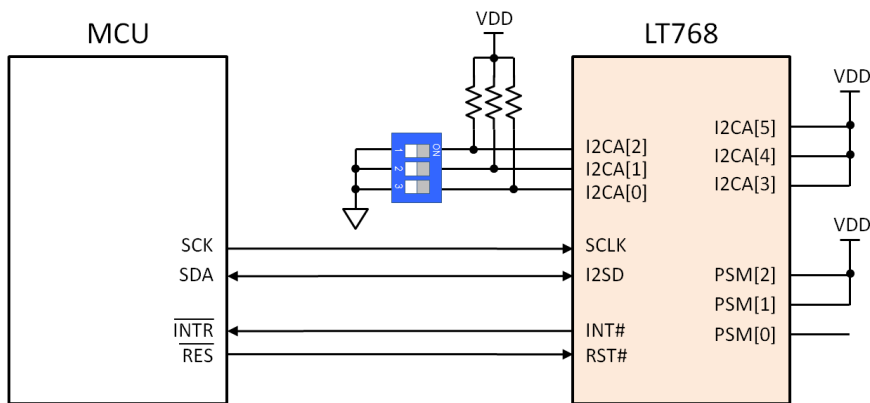 MCU
VDD
LT768
VDD
ON
1
2
3
I2CA[2]
I2CA[1]
I2CA[0]
I2CA[5]
I2CA[4]
I2CA[3]
VDD
SCK
SCLK
SDA
I2SD
PSM[2]
PSM[1]
INTR
INT#
PSM[0]
RES
RST#